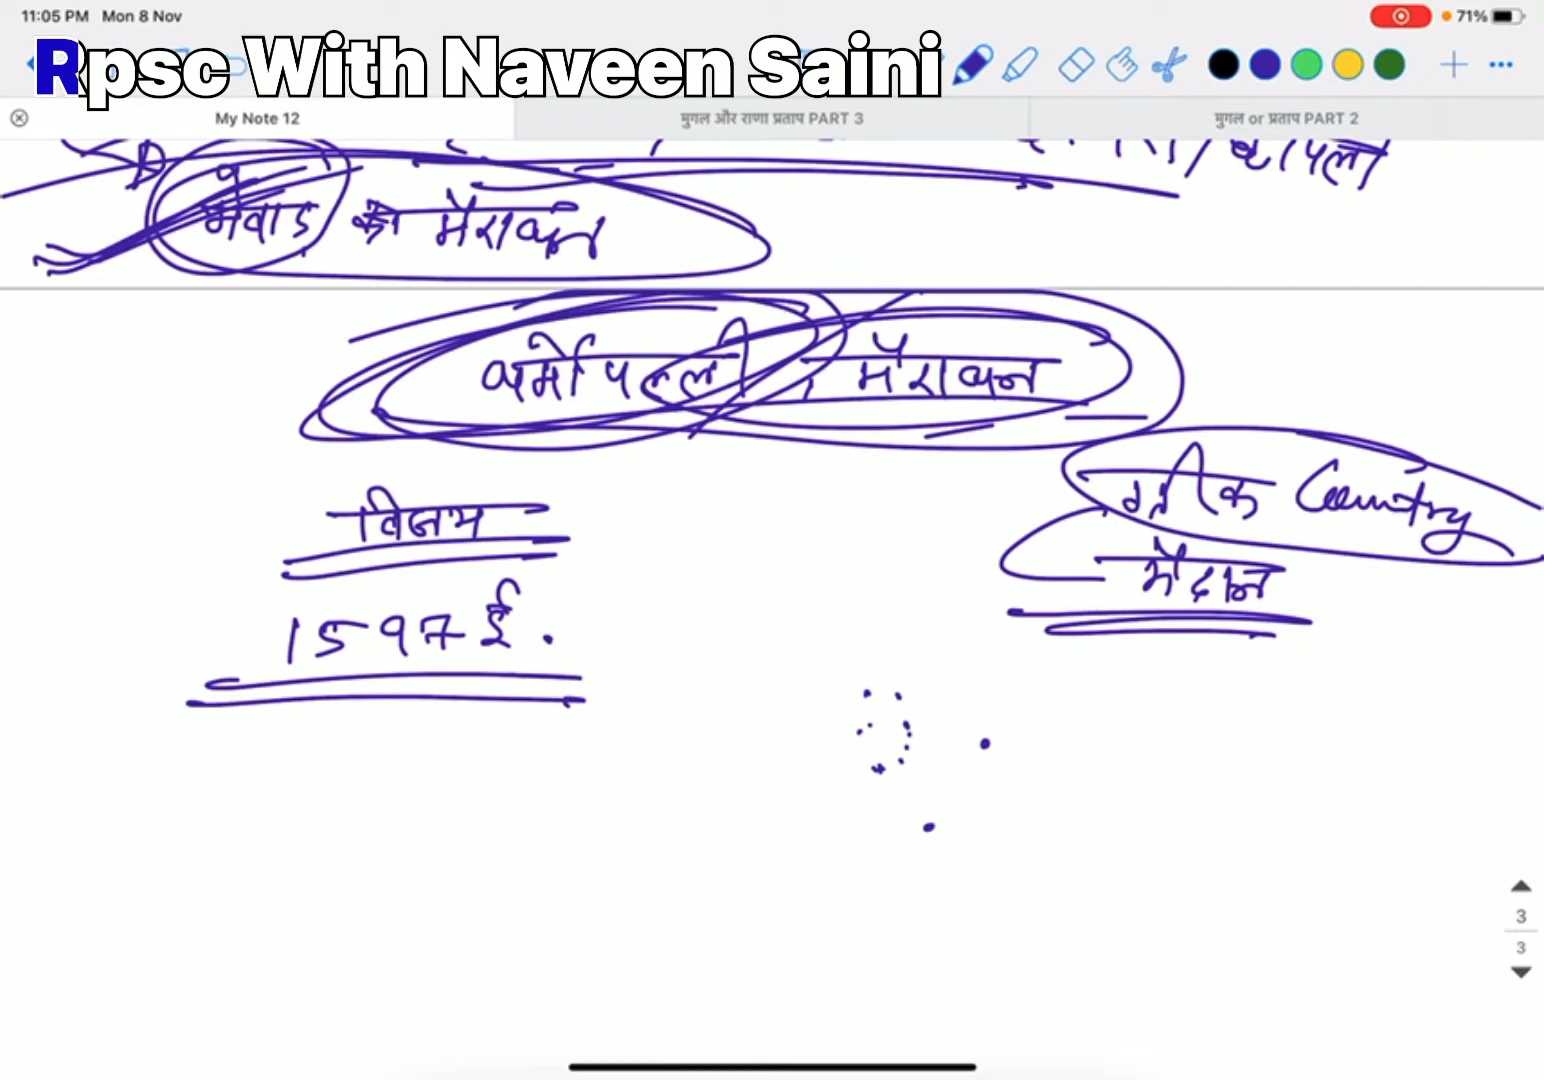 11:05 PM Mon 8 Nov 71%
Rpsc With Naveen Saini
My Note 12 मुगल और राणा प्रताप PART 3 मुगल or प्रताप PART 2
मेवाड़ का मैराथन
थर्मोपल्ली, मैराथन
ग्रीक Country
विजय मैदान
1597 ई.
3
3